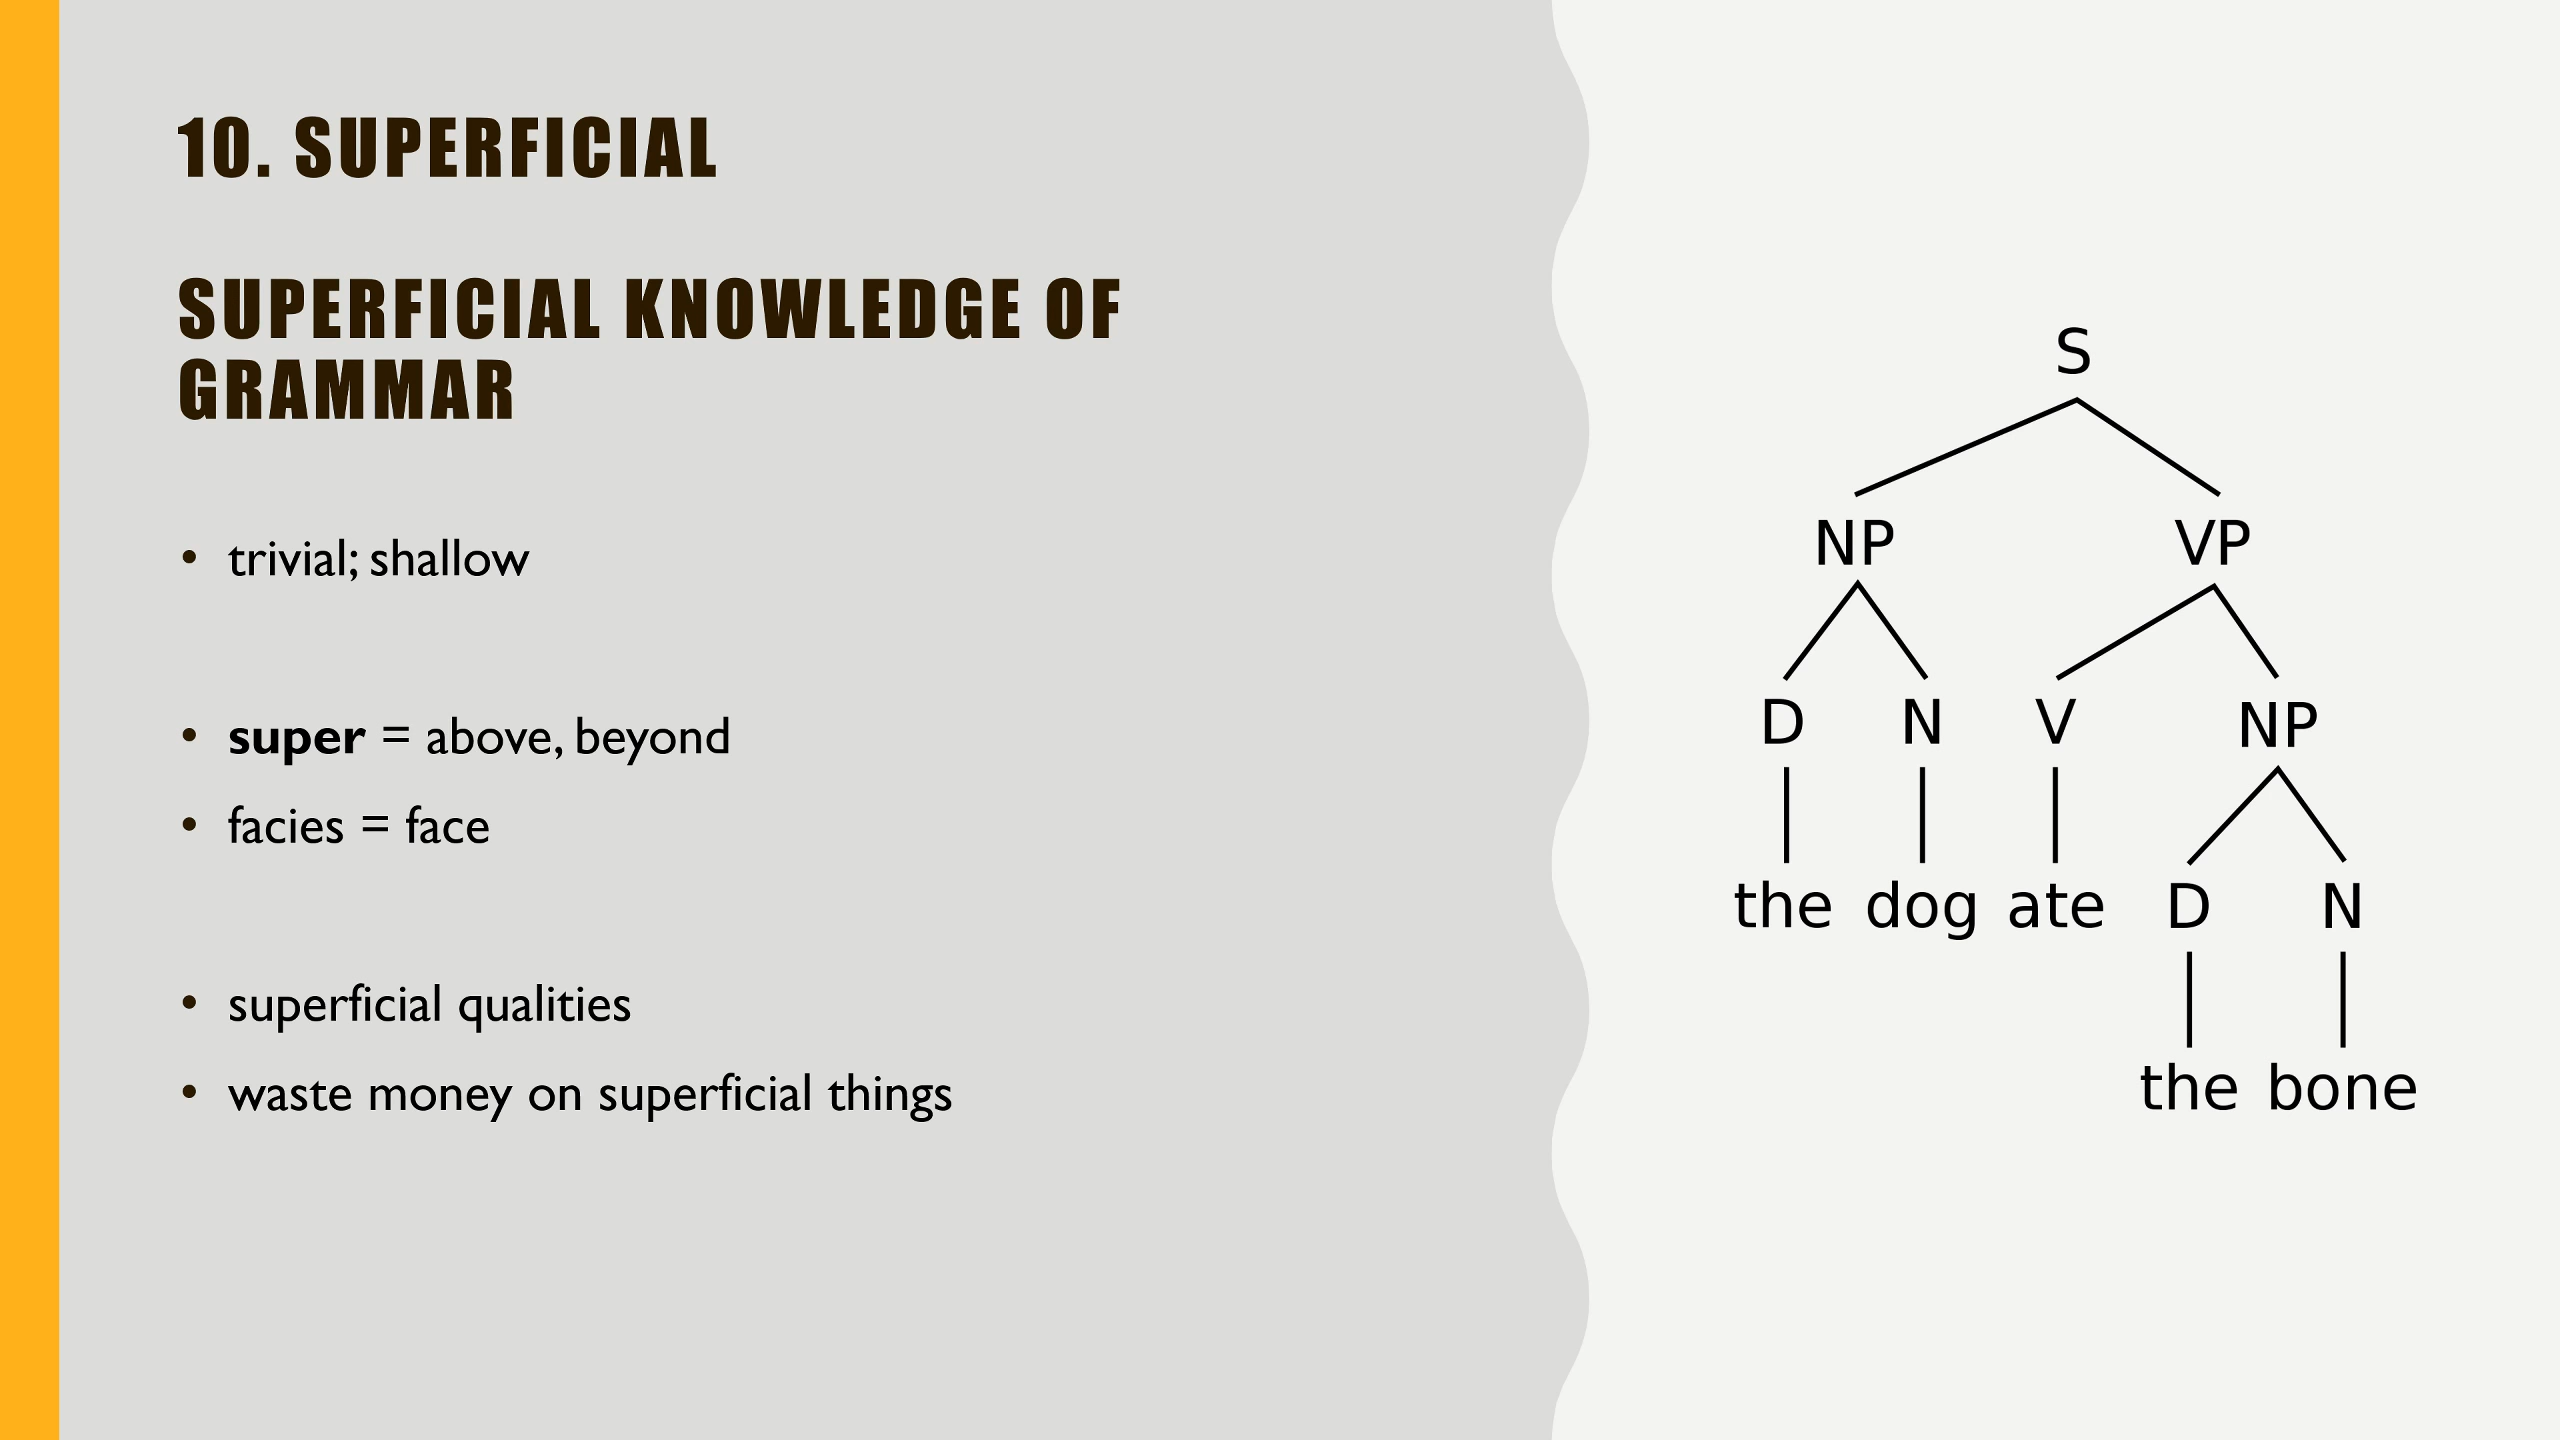 10. SUPERFICIAL
SUPERFICIAL KNOWLEDGE OF
GRAMMAR
• trivial; shallow
• super = above, beyond
• facies = face
• superficial qualities
• waste money on superficial things
S
NP VP
D N V NP
the dog ate D N
the bone